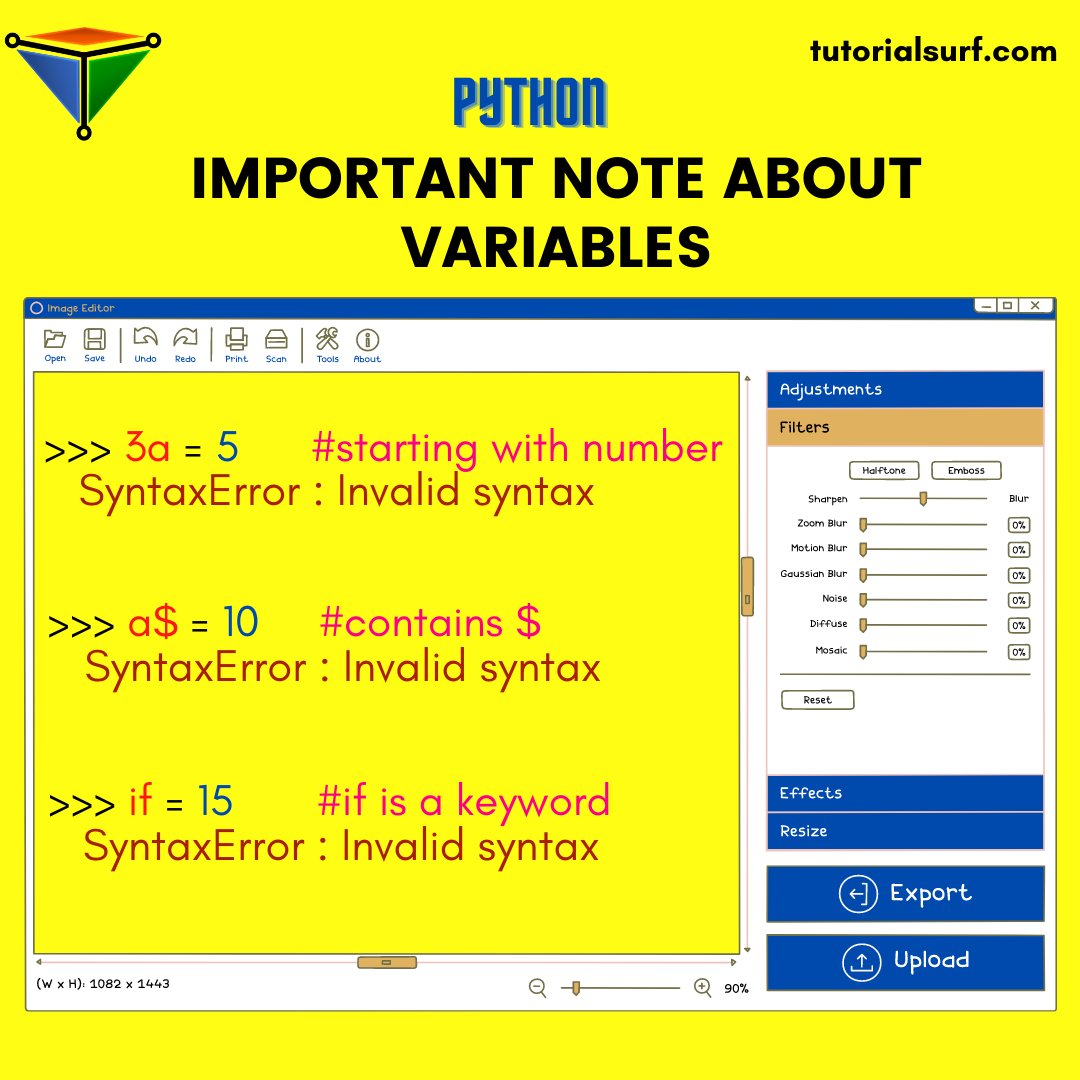 tutorialsurf.com
PYTHON
IMPORTANT NOTE ABOUT
VARIABLES
Image Editor
Open Save Undo Redo Print Scan Tools About
>>> 3a = 5 #starting with number
SyntaxError : Invalid syntax
>>> a$ = 10 #contains $
SyntaxError : Invalid syntax
>>> if = 15 #if is a keyword
SyntaxError : Invalid syntax
(W x H): 1082 x 1443
90%
Adjustments
Filters
Halftone Emboss
Sharpen Blur
Zoom Blur 0%
Motion Blur 0%
Gaussian Blur 0%
Noise 0%
Diffuse 0%
Mosaic 0%
Reset
Effects
Resize
Export
Upload